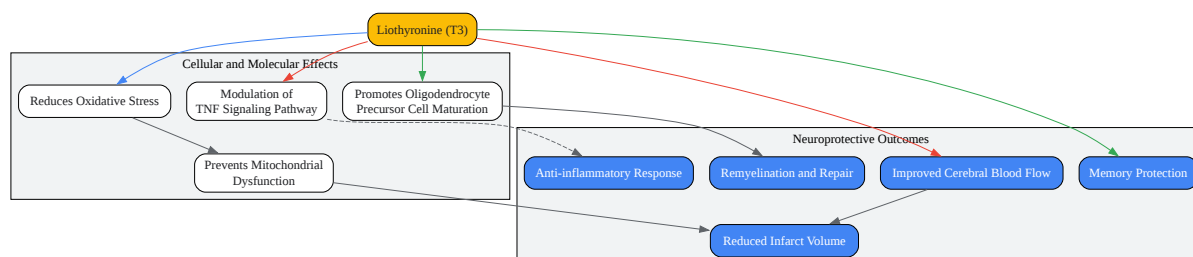 Liothyronine (T3)
Cellular and Molecular Effects
Reduces Oxidative Stress
Modulation of
TNF Signaling Pathway
Promotes Oligodendrocyte
Precursor Cell Maturation
Prevents Mitochondrial
Dysfunction
Neuroprotective Outcomes
Anti-inflammatory Response
Remyelination and Repair
Improved Cerebral Blood Flow
Memory Protection
Reduced Infarct Volume